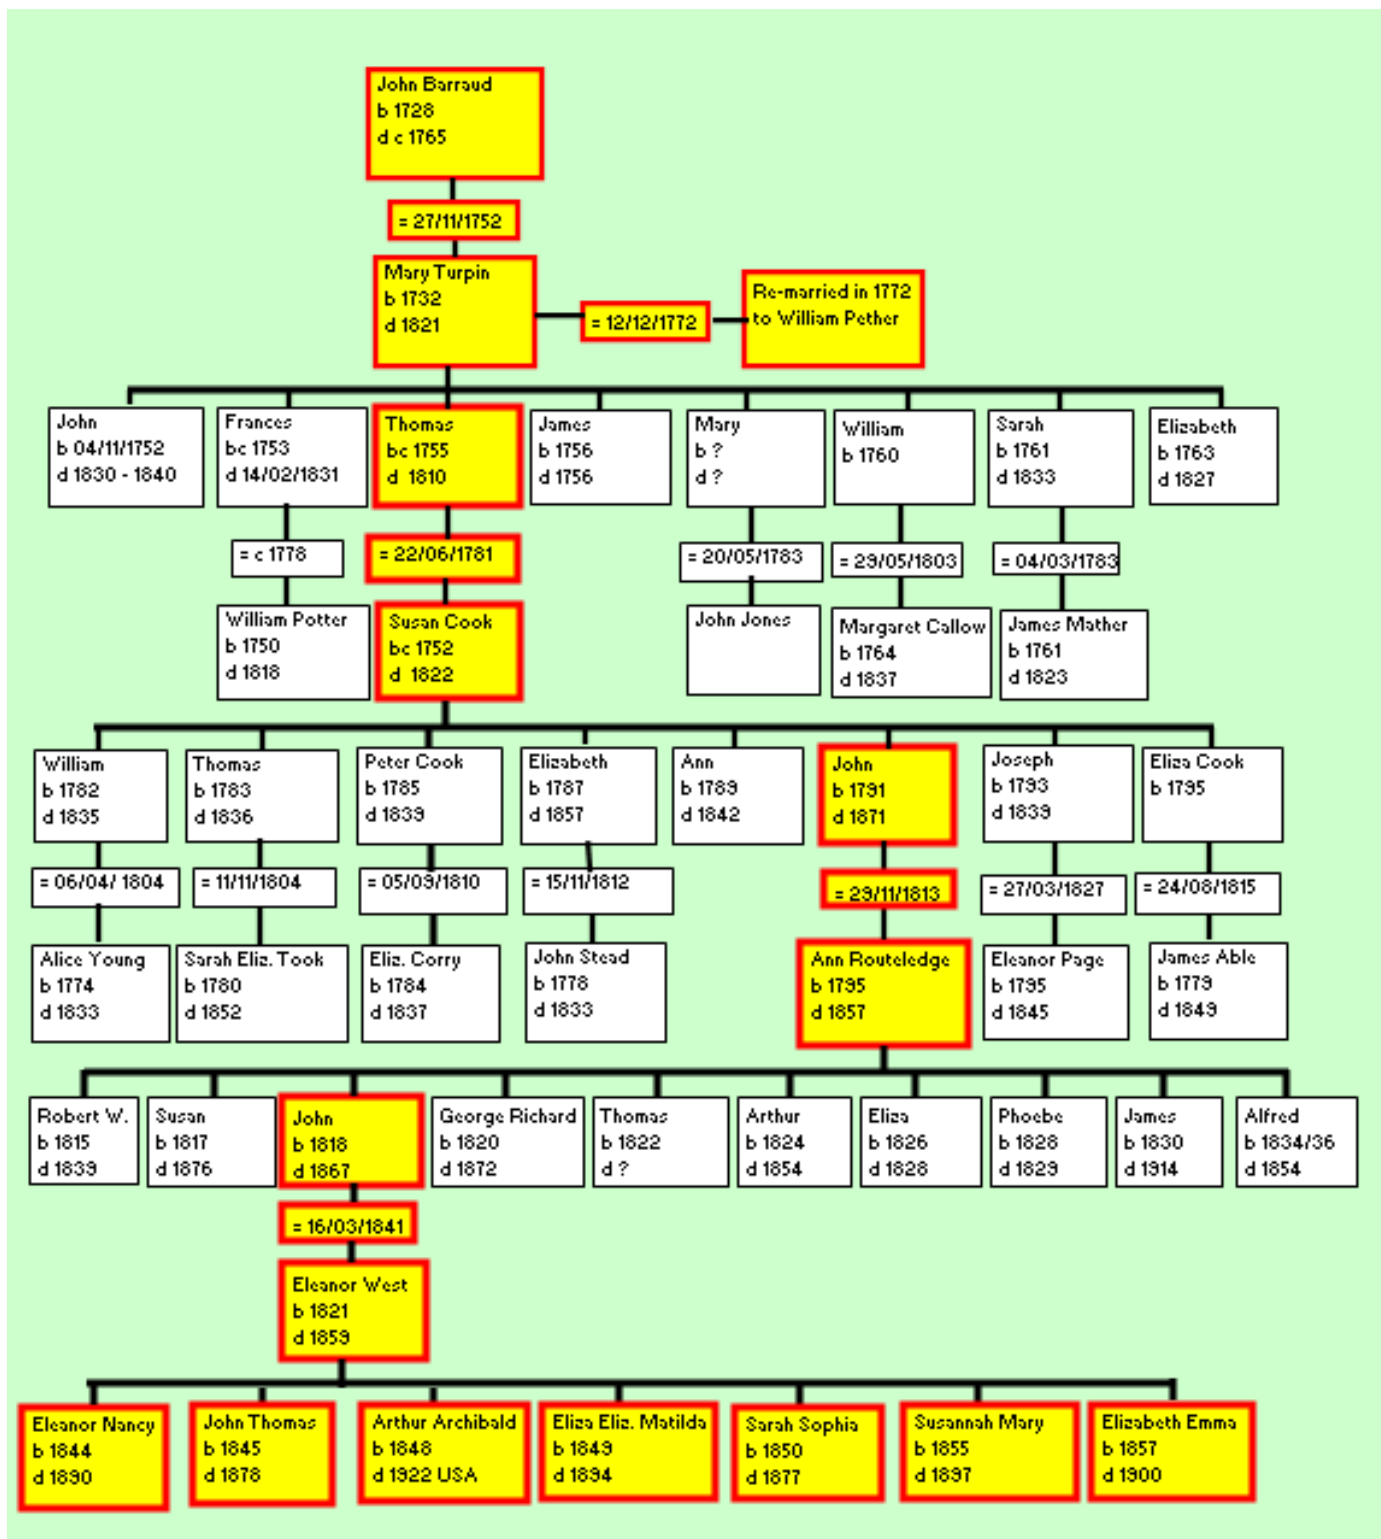 John Barraud
b 1728
d c 1765
= 27/11/1752
Mary Turpin
b 1732
d 1821
= 12/12/1772
Re-married in 1772
to William Pether
John
b 04/11/1752
d 1830 - 1840
Frances
bc 1753
d 14/02/1831
Thomas
bc 1755
d 1810
James
b 1756
d 1756
Mary
b ?
d ?
William
b 1760
Sarah
b 1761
d 1833
Elizabeth
b 1763
d 1827
= c 1778
= 22/06/1781
= 20/05/1783
= 29/05/1803
= 04/03/1783
William Potter
b 1750
d 1818
Susan Cook
bc 1752
d 1822
John Jones
Margaret Callow
b 1764
d 1837
James Mather
b 1761
d 1823
William
b 1782
d 1835
Thomas
b 1783
d 1836
Peter Cook
b 1785
d 1839
Elizabeth
b 1787
d 1857
Ann
b 1789
d 1842
John
b 1791
d 1871
Joseph
b 1793
d 1839
Eliza Cook
b 1795
= 06/04/ 1804
= 11/11/1804
= 05/09/1810
= 15/11/1812
= 29/11/1813
= 27/03/1827
= 24/08/1815
Alice Young
b 1774
d 1833
Sarah Eliz. Took
b 1780
d 1852
Eliz. Corry
b 1784
d 1837
John Stead
b 1778
d 1833
Ann Routeledge
b 1795
d 1857
Eleanor Page
b 1795
d 1845
James Able
b 1779
d 1849
Robert W.
b 1815
d 1839
Susan
b 1817
d 1876
John
b 1818
d 1867
George Richard
b 1820
d 1872
Thomas
b 1822
d ?
Arthur
b 1824
d 1854
Eliza
b 1826
d 1828
Phoebe
b 1828
d 1829
James
b 1830
d 1914
Alfred
b 1834/36
d 1854
= 16/03/1841
Eleanor West
b 1821
d 1859
Eleanor Nancy
b 1844
d 1890
John Thomas
b 1845
d 1878
Arthur Archibald
b 1848
d 1922 USA
Eliza Eliz. Matilda
b 1849
d 1894
Sarah Sophia
b 1850
d 1877
Susannah Mary
b 1855
d 1897
Elizabeth Emma
b 1857
d 1900